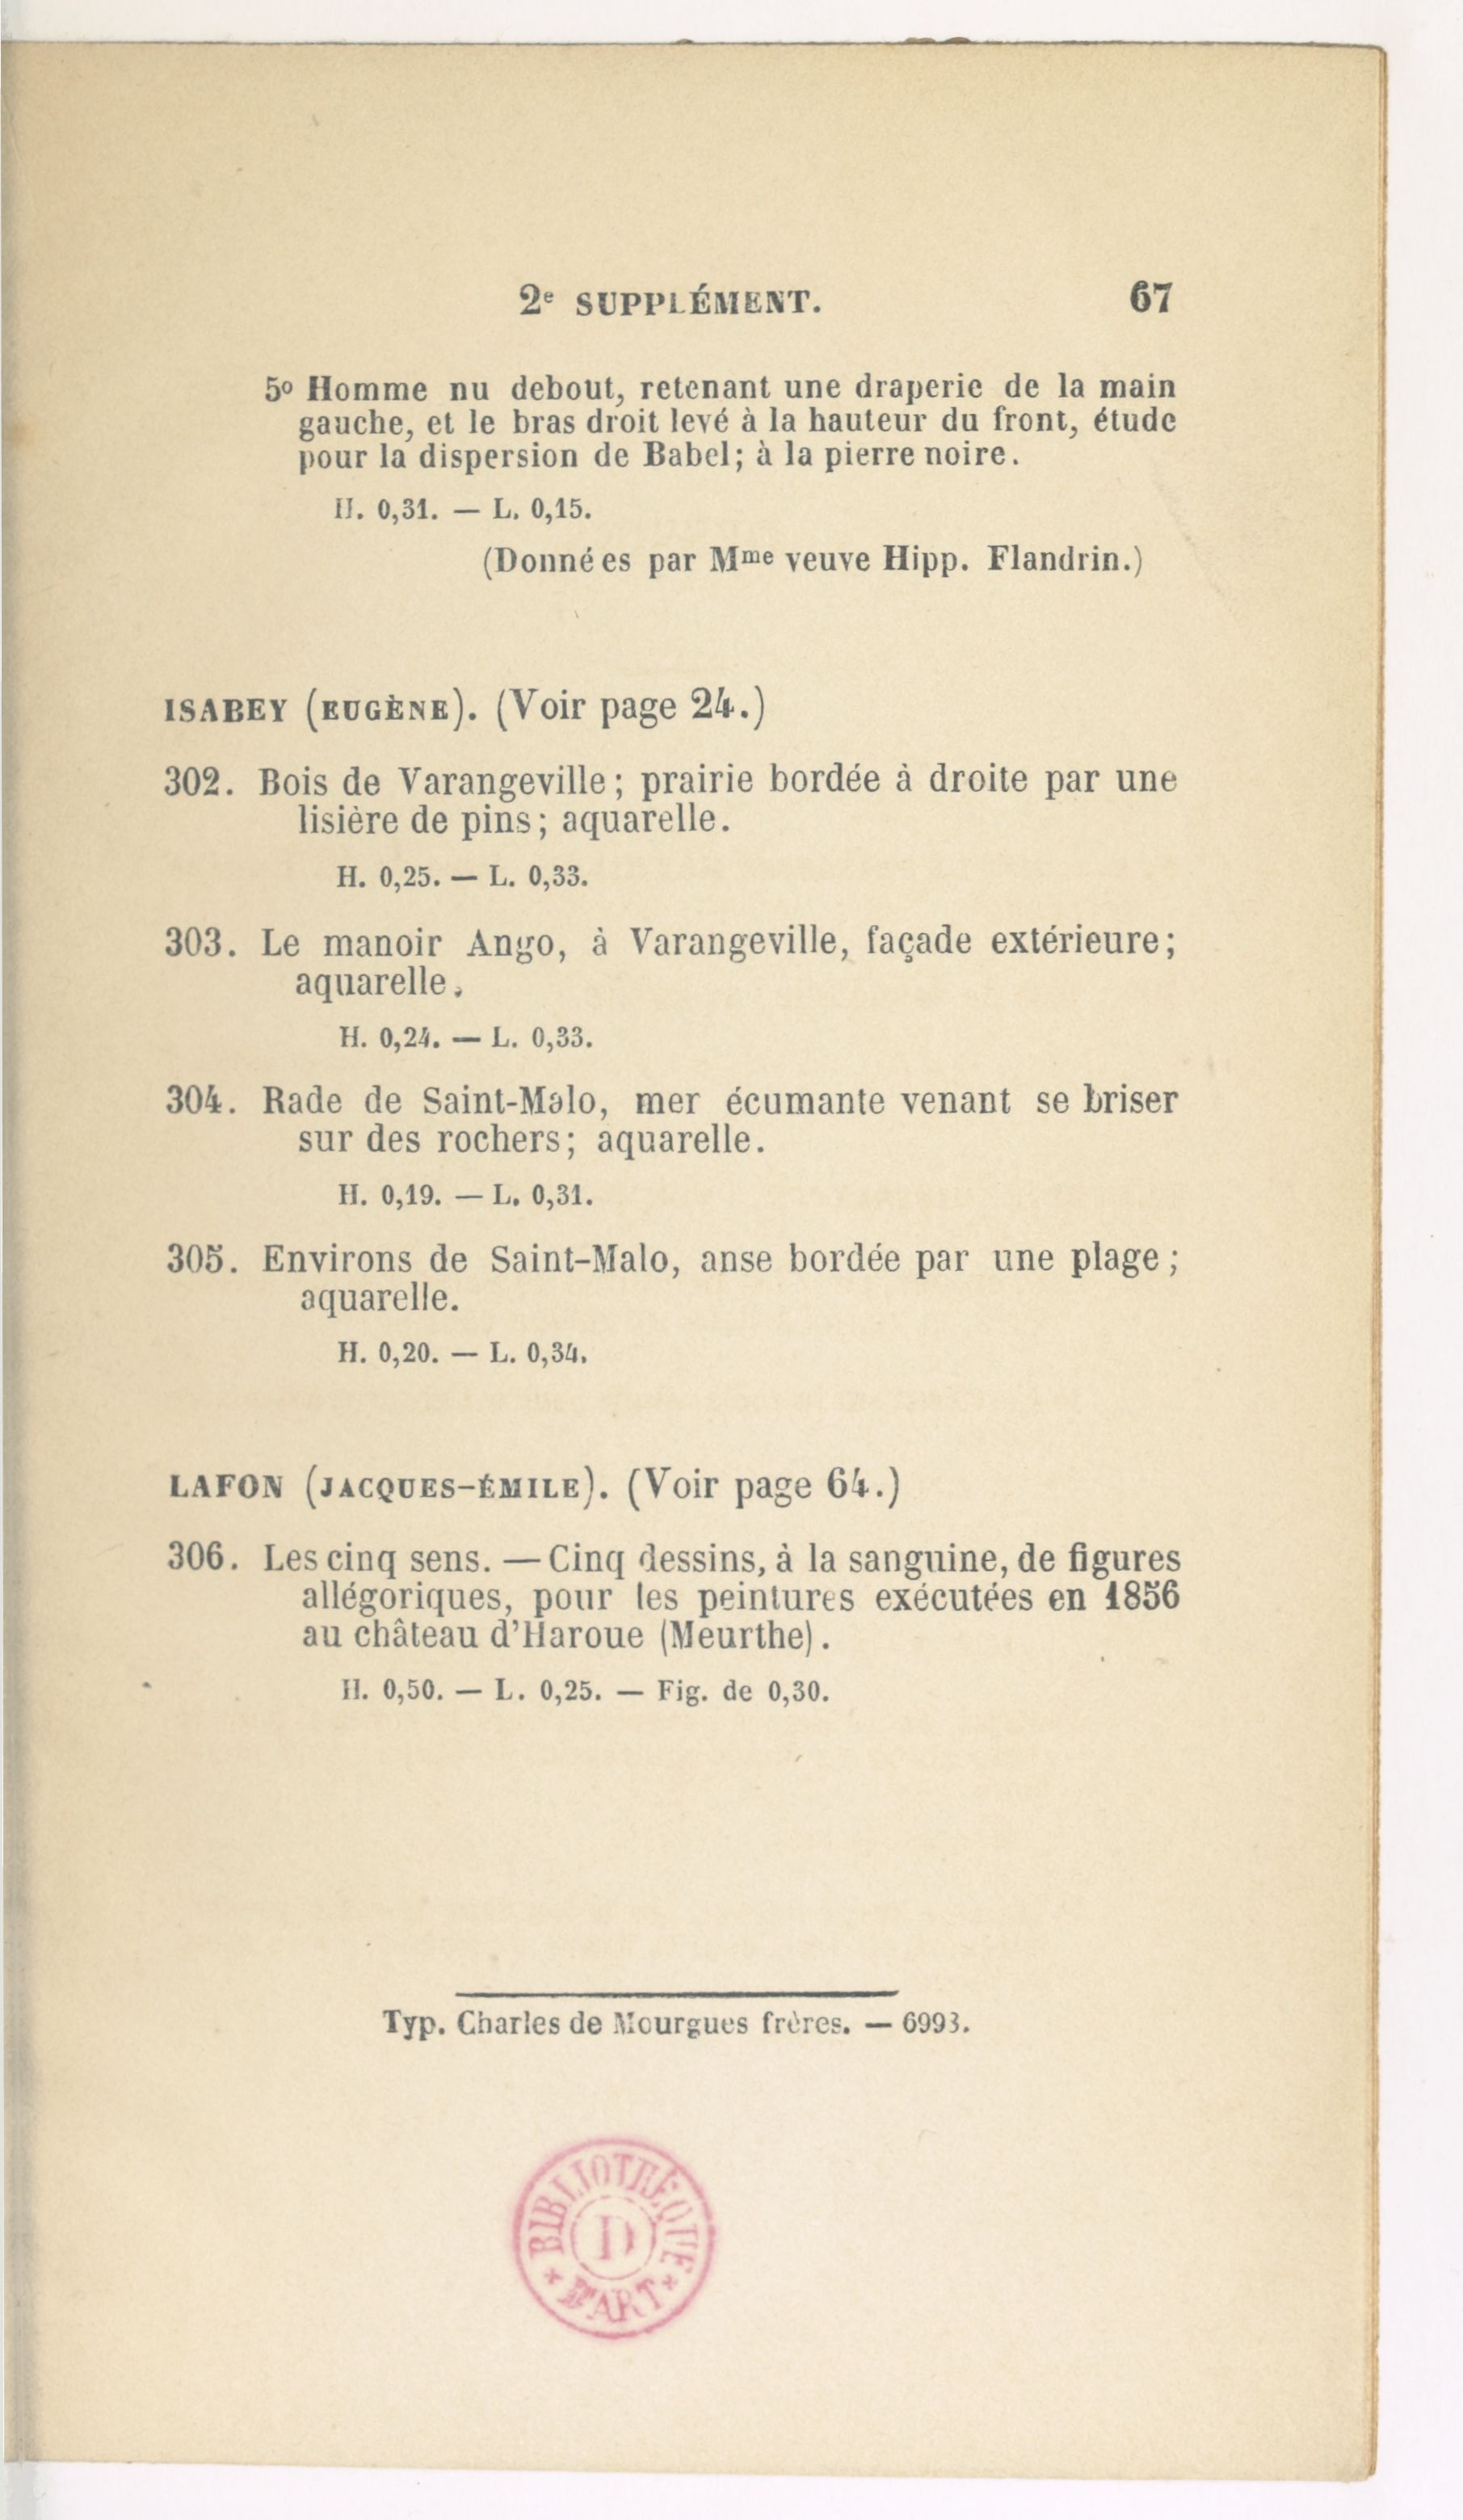 2e SUPPLÉMENT. 67
5o Homme nu debout, retenant une draperie de la main
gauche, et le bras droit levé à la hauteur du front, étude
pour la dispersion de Babel; à la pierre noire.
H. 0,31. — L. 0,15.
(Données par Mme veuve Hipp. Flandrin.)
ISABEY (EUGÈNE). (Voir page 24.)
302. Bois de Varangeville; prairie bordée à droite par une
lisière de pins; aquarelle.
H. 0,25. — L. 0,33.
303. Le manoir Ango, à Varangeville, façade extérieure;
aquarelle.
H. 0,24. — L. 0,33.
304. Rade de Saint-Malo, mer écumante venant se briser
sur des rochers; aquarelle.
H. 0,19. — L. 0,31.
305. Environs de Saint-Malo, anse bordée par une plage;
aquarelle.
H. 0,20. — L. 0,34.
LAFON (JACQUES-ÉMILE). (Voir page 64.)
306. Les cinq sens. — Cinq dessins, à la sanguine, de figures
allégoriques, pour les peintures exécutées en 1856
au château d'Haroue (Meurthe).
H. 0,50. — L. 0,25. — Fig. de 0,30.
Typ. Charles de Mourgues frères. — 6993.
BIBLIOTHÈQUE
D
* D'ART *